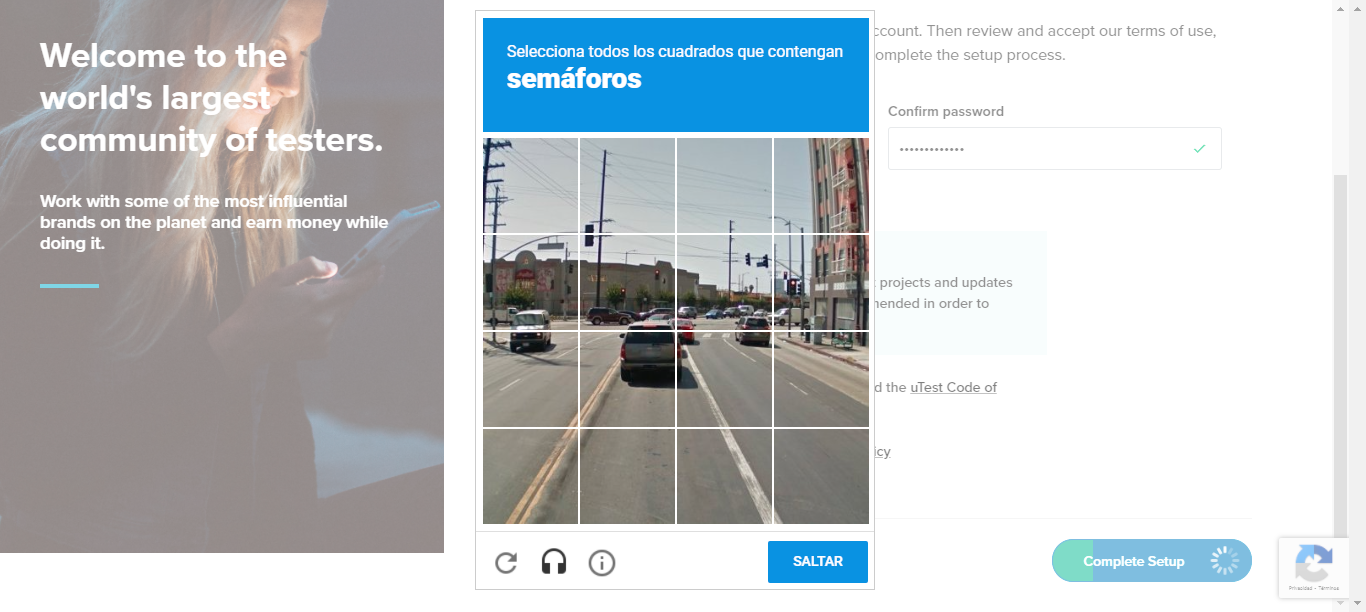 Welcome to the
world's largest
community of testers.
Work with some of the most influential
brands on the planet and earn money while
doing it.
Selecciona todos los cuadrados que contengan
semáforos
SALTAR
ccount. Then review and accept our terms of use,
omplete the setup process.
Confirm password
projects and updates
nended in order to
d the uTest Code of
icy
Complete Setup
Privacidad - Términos